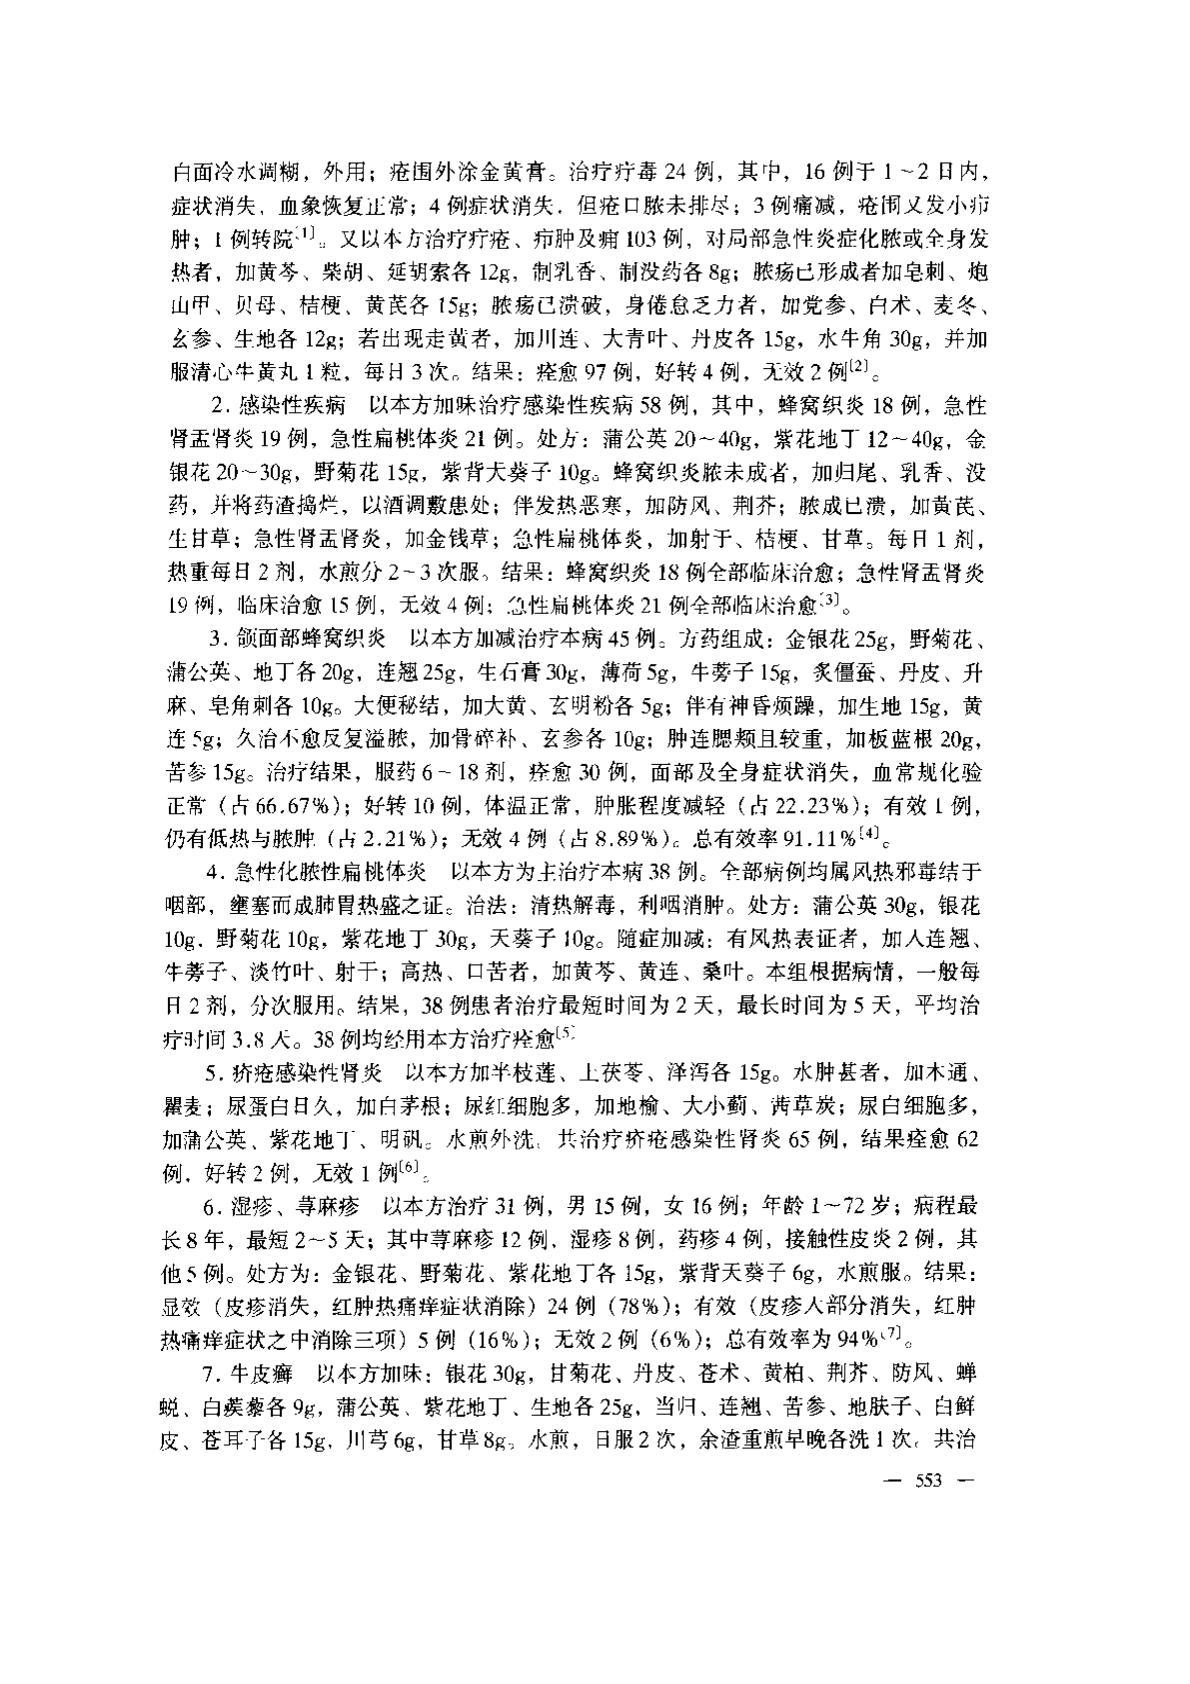 白面冷水调糊，外用；疮围外涂金黄膏。治疗疔毒 24 例，其中，16 例于 1～2 日内，
症状消失，血象恢复正常；4 例症状消失，但疮口脓未排尽；3 例痛减，疮围又发小疖
肿；1 例转院〔1〕。又以本方治疗疔疮、疖肿及痈 103 例，对局部急性炎症化脓或全身发
热者，加黄芩、柴胡、延胡索各 12g，制乳香、制没药各 8g；脓疡已形成者加皂刺、炮
山甲、贝母、桔梗、黄芪各 15g；脓疡已溃破，身倦怠乏力者，加党参、白术、麦冬、
玄参、生地各 12g；若出现走黄者，加川连、大青叶、丹皮各 15g，水牛角 30g，并加
服清心牛黄丸 1 粒，每日 3 次。结果：痊愈 97 例，好转 4 例，无效 2 例〔2〕。
2. 感染性疾病　以本方加味治疗感染性疾病 58 例，其中，蜂窝织炎 18 例，急性
肾盂肾炎 19 例，急性扁桃体炎 21 例。处方：蒲公英 20～40g，紫花地丁 12～40g，金
银花 20～30g，野菊花 15g，紫背天葵子 10g。蜂窝织炎脓未成者，加归尾、乳香、没
药，并将药渣捣烂，以酒调敷患处；伴发热恶寒，加防风、荆芥；脓成已溃，加黄芪、
生甘草；急性肾盂肾炎，加金钱草；急性扁桃体炎，加射干、桔梗、甘草。每日 1 剂，
热重每日 2 剂，水煎分 2～3 次服。结果：蜂窝织炎 18 例全部临床治愈；急性肾盂肾炎
19 例，临床治愈 15 例，无效 4 例；急性扁桃体炎 21 例全部临床治愈〔3〕。
3. 颌面部蜂窝织炎　以本方加减治疗本病 45 例。方药组成：金银花 25g，野菊花、
蒲公英、地丁各 20g，连翘 25g，生石膏 30g，薄荷 5g，牛蒡子 15g，炙僵蚕、丹皮、升
麻、皂角刺各 10g。大便秘结，加大黄、玄明粉各 5g；伴有神昏烦躁，加生地 15g，黄
连 5g；久治不愈反复溢脓，加骨碎补、玄参各 10g；肿连腮颊且较重，加板蓝根 20g，
苦参 15g。治疗结果，服药 6～18 剂，痊愈 30 例，面部及全身症状消失，血常规化验
正常（占 66.67%）；好转 10 例，体温正常，肿胀程度减轻（占 22.23%）；有效 1 例，
仍有低热与脓肿（占 2.21%）；无效 4 例（占 8.89%）。总有效率 91.11%〔4〕。
4. 急性化脓性扁桃体炎　以本方为主治疗本病 38 例。全部病例均属风热邪毒结于
咽部，壅塞而成肺胃热盛之证。治法：清热解毒，利咽消肿。处方：蒲公英 30g，银花
10g，野菊花 10g，紫花地丁 30g，天葵子 10g。随症加减：有风热表证者，加入连翘、
牛蒡子、淡竹叶、射干；高热、口苦者，加黄芩、黄连、桑叶。本组根据病情，一般每
日 2 剂，分次服用。结果，38 例患者治疗最短时间为 2 天，最长时间为 5 天，平均治
疗时间 3.8 天。38 例均经用本方治疗痊愈〔5〕
5. 疥疮感染性肾炎　以本方加半枝莲、土茯苓、泽泻各 15g。水肿甚者，加木通、
瞿麦；尿蛋白日久，加白茅根；尿红细胞多，加地榆、大小蓟、茜草炭；尿白细胞多，
加蒲公英、紫花地丁、明矾。水煎外洗。共治疗疥疮感染性肾炎 65 例，结果痊愈 62
例，好转 2 例，无效 1 例〔6〕。
6. 湿疹、荨麻疹　以本方治疗 31 例，男 15 例，女 16 例；年龄 1～72 岁；病程最
长 8 年，最短 2～5 天；其中荨麻疹 12 例，湿疹 8 例，药疹 4 例，接触性皮炎 2 例，其
他 5 例。处方为：金银花、野菊花、紫花地丁各 15g，紫背天葵子 6g，水煎服。结果：
显效（皮疹消失，红肿热痛痒症状消除）24 例（78%）；有效（皮疹大部分消失，红肿
热痛痒症状之中消除三项）5 例（16%）；无效 2 例（6%）；总有效率为 94%〔7〕。
7. 牛皮癣　以本方加味：银花 30g，甘菊花、丹皮、苍术、黄柏、荆芥、防风、蝉
蜕、白蒺藜各 9g，蒲公英、紫花地丁、生地各 25g，当归、连翘、苦参、地肤子、白鲜
皮、苍耳子各 15g，川芎 6g，甘草 8g。水煎，日服 2 次，余渣重煎早晚各洗 1 次。共治
— 553 —